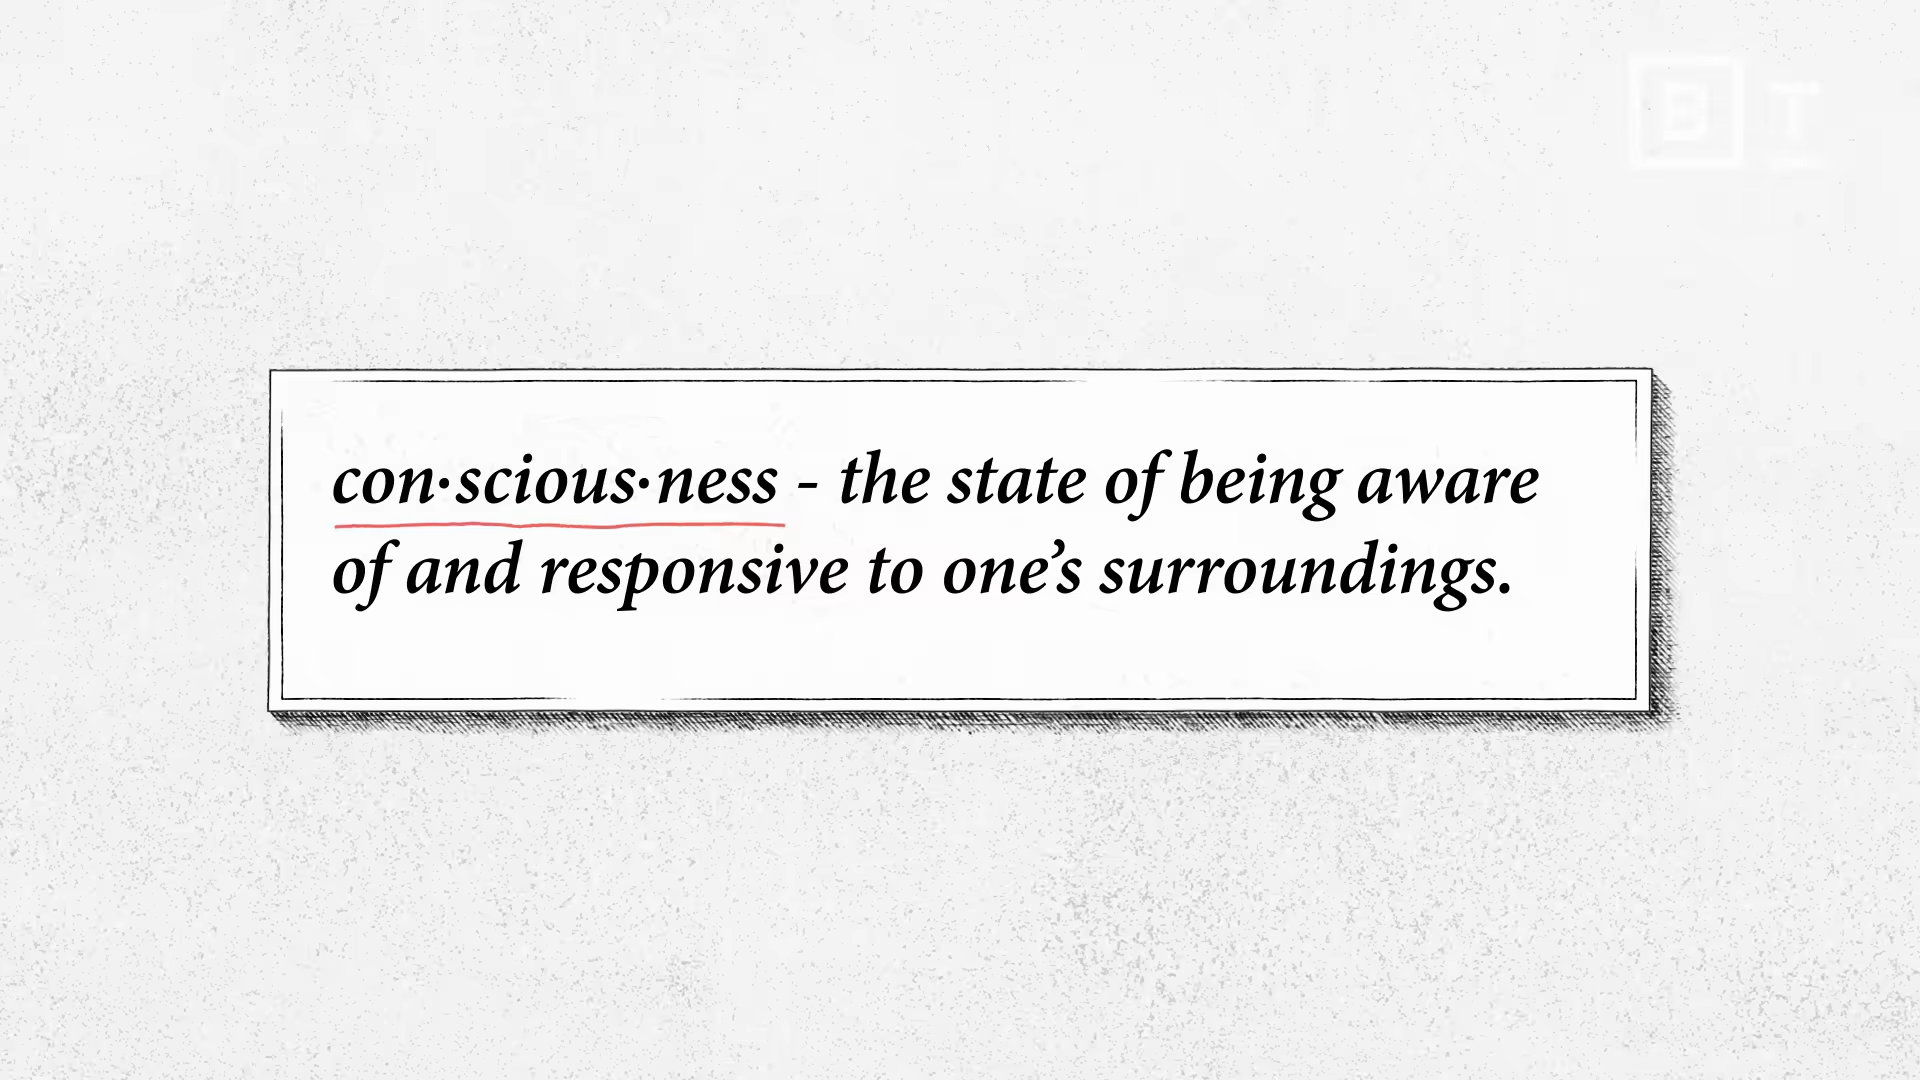 B T
con·scious·ness - the state of being aware
of and responsive to one’s surroundings.